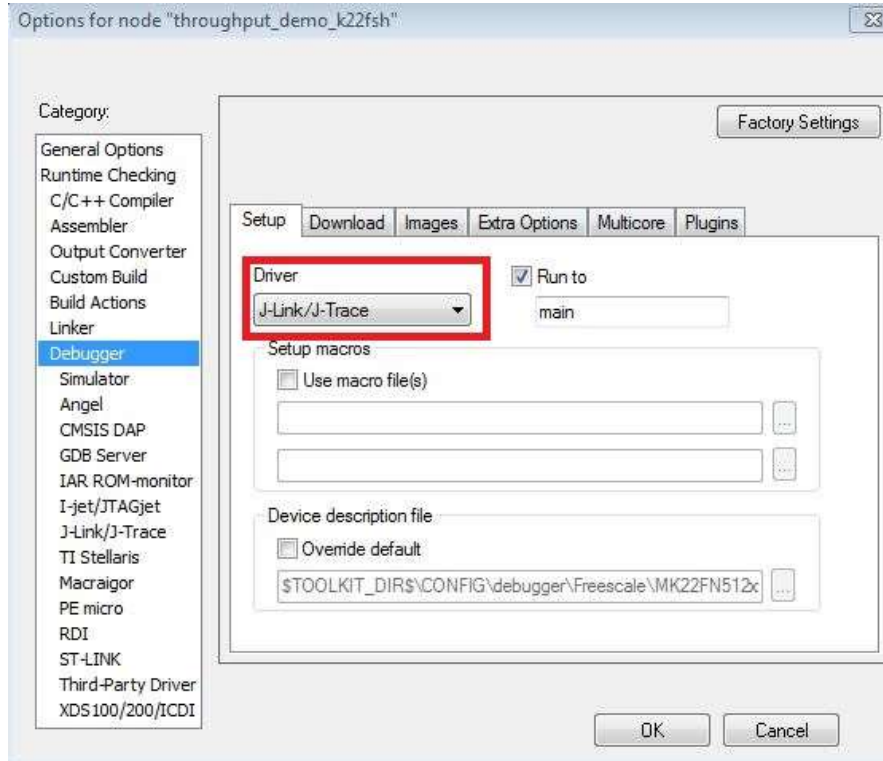 Options for node "throughput_demo_k22fsh"
Category:
General Options
Runtime Checking
C/C++ Compiler
Assembler
Output Converter
Custom Build
Build Actions
Linker
Debugger
Simulator
Angel
CMSIS DAP
GDB Server
IAR ROM-monitor
I-jet/JTAGjet
J-Link/J-Trace
TI Stellaris
Macraigor
PE micro
RDI
ST-LINK
Third-Party Driver
XDS100/200/ICDI
Factory Settings
Setup Download Images Extra Options Multicore Plugins
Driver
J-Link/J-Trace
Run to
main
Setup macros
Use macro file(s)
...
...
Device description file
Override default
$TOOLKIT_DIR$\CONFIG\debugger\Freescale\MK22FN512x
...
OK Cancel